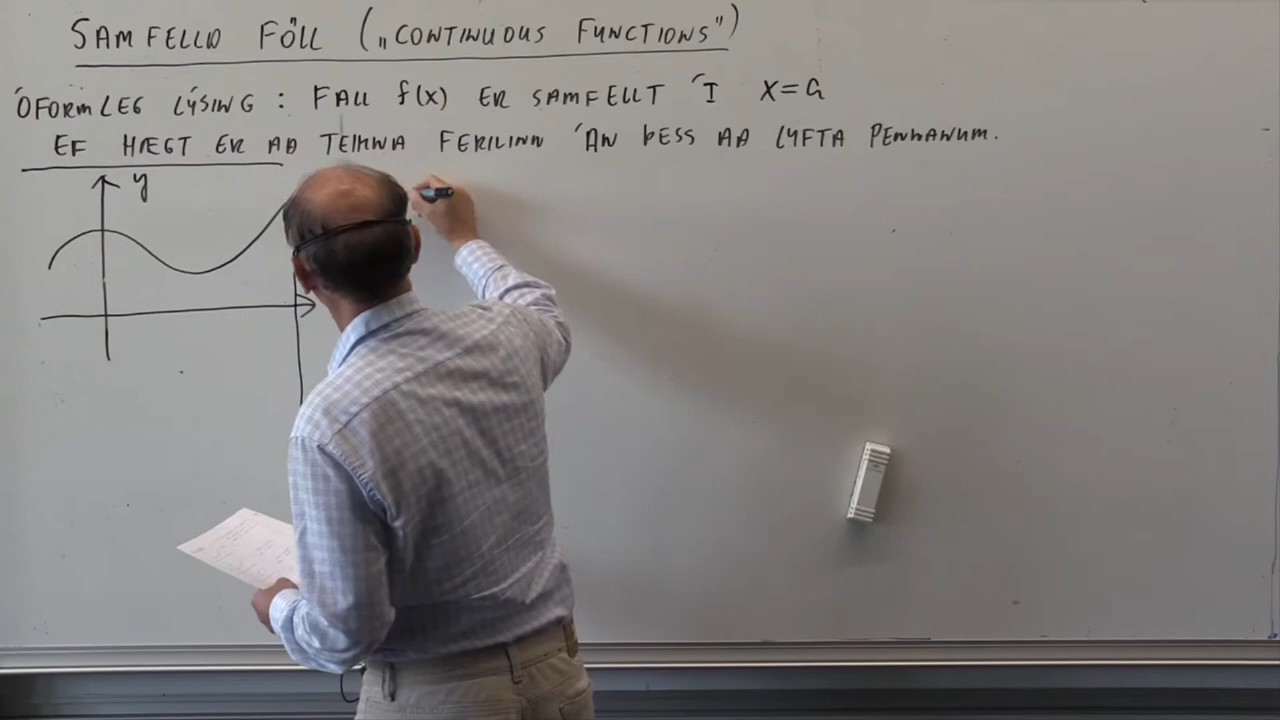 SAMFELLD FÖLL („CONTINUOUS FUNCTIONS")
ÓFORMLEG LÝSING : FALL f(x) ER SAMFELLT Í x=a
EF HÆGT ER AÐ TEIKNA FERILINN ÁN ÞESS AÐ LYFTA PENNANUM.
y